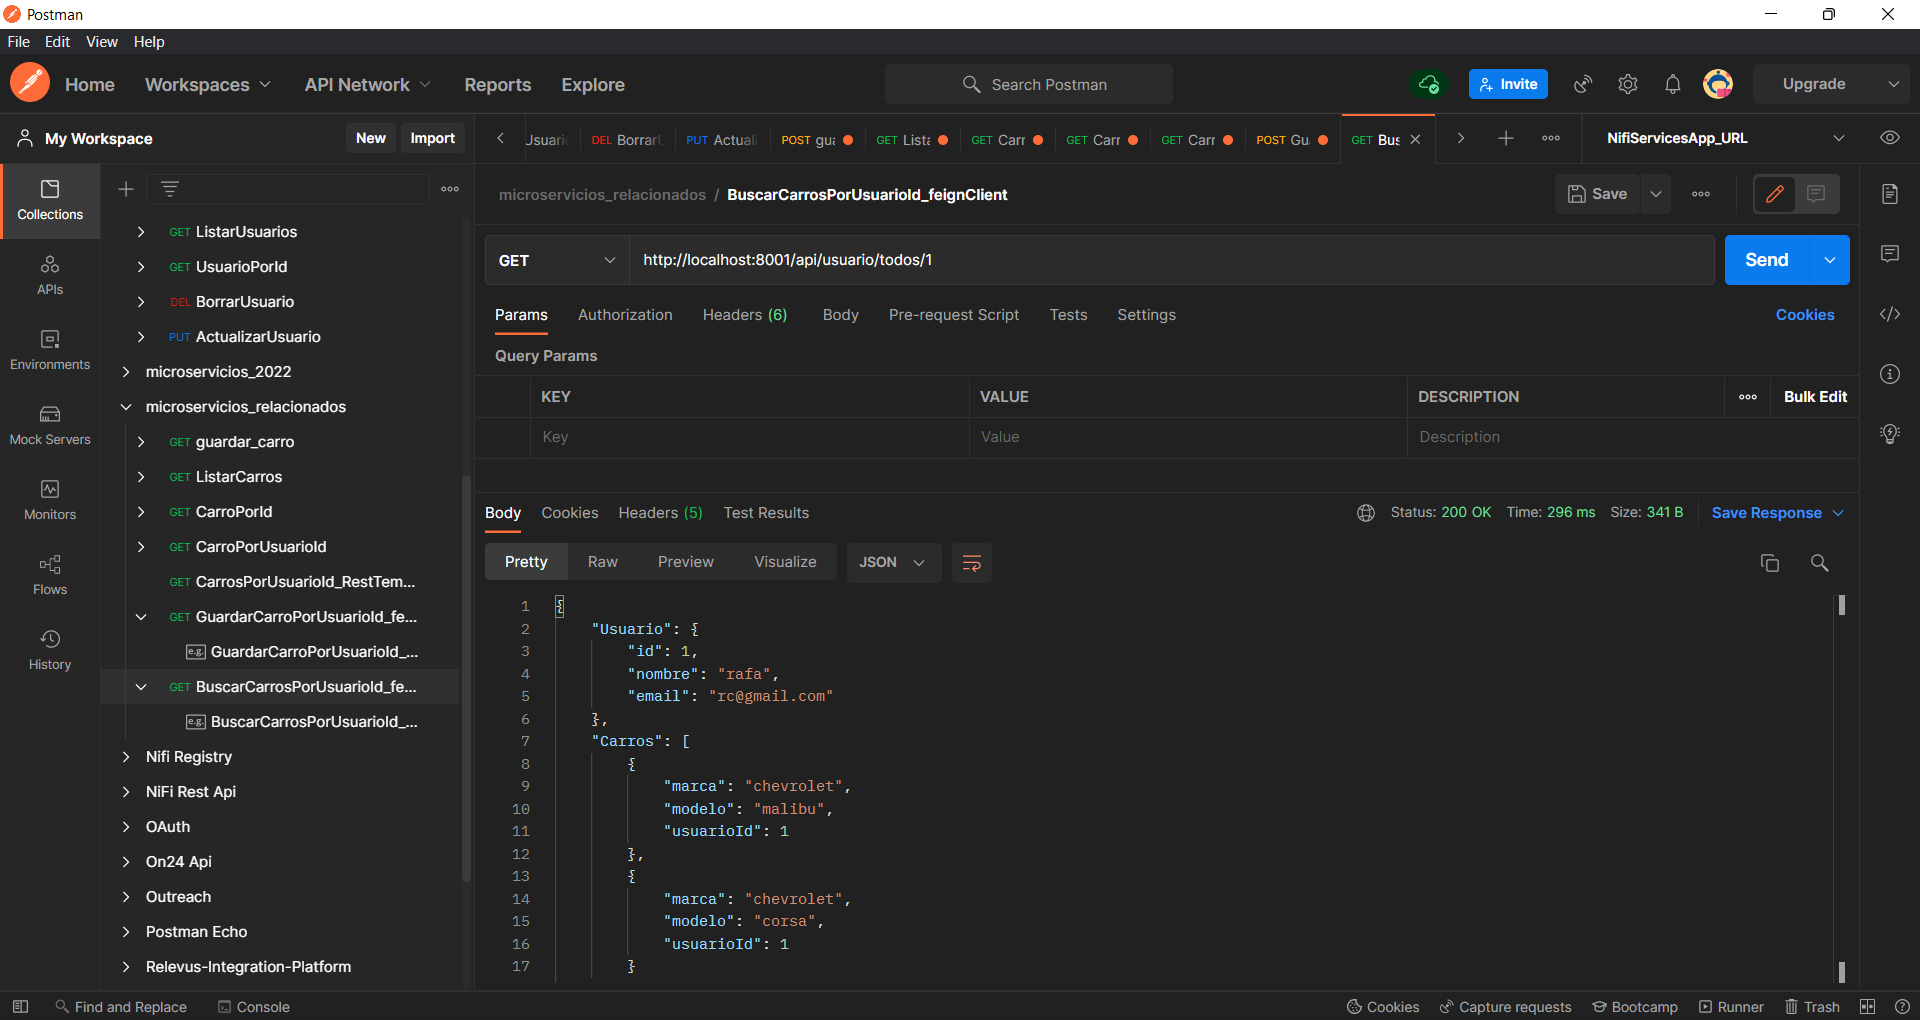 Postman
File Edit View Help
Home Workspaces API Network Reports Explore Search Postman Invite Upgrade
My Workspace New Import DEL Borrar PUT Actuali POST gua GET Lista GET Carr GET Carr GET Carr POST Gu GET Bus NifiServicesApp_URL
Collections
APIs
Environments
Mock Servers
Monitors
Flows
History
GET ListarUsuarios
GET UsuarioPorId
DEL BorrarUsuario
PUT ActualizarUsuario
microservicios_2022
microservicios_relacionados
GET guardar_carro
GET ListarCarros
GET CarroPorId
GET CarroPorUsuarioId
GET CarrosPorUsuarioId_RestTem...
GET GuardarCarroPorUsuarioId_fe...
e.g. GuardarCarroPorUsuarioId_...
GET BuscarCarrosPorUsuarioId_fe...
e.g. BuscarCarrosPorUsuarioId_...
Nifi Registry
NiFi Rest Api
OAuth
On24 Api
Outreach
Postman Echo
Relevus-Integration-Platform
microservicios_relacionados / BuscarCarrosPorUsuarioId_feignClient Save
GET http://localhost:8001/api/usuario/todos/1 Send
Params Authorization Headers (6) Body Pre-request Script Tests Settings Cookies
Query Params
KEY VALUE DESCRIPTION Bulk Edit
Key Value Description
Body Cookies Headers (5) Test Results Status: 200 OK Time: 296 ms Size: 341 B Save Response
Pretty Raw Preview Visualize JSON
1 {
2 "Usuario": {
3 "id": 1,
4 "nombre": "rafa",
5 "email": "rc@gmail.com"
6 },
7 "Carros": [
8 {
9 "marca": "chevrolet",
10 "modelo": "malibu",
11 "usuarioId": 1
12 },
13 {
14 "marca": "chevrolet",
15 "modelo": "corsa",
16 "usuarioId": 1
17 }
Find and Replace Console Cookies Capture requests Bootcamp Runner Trash